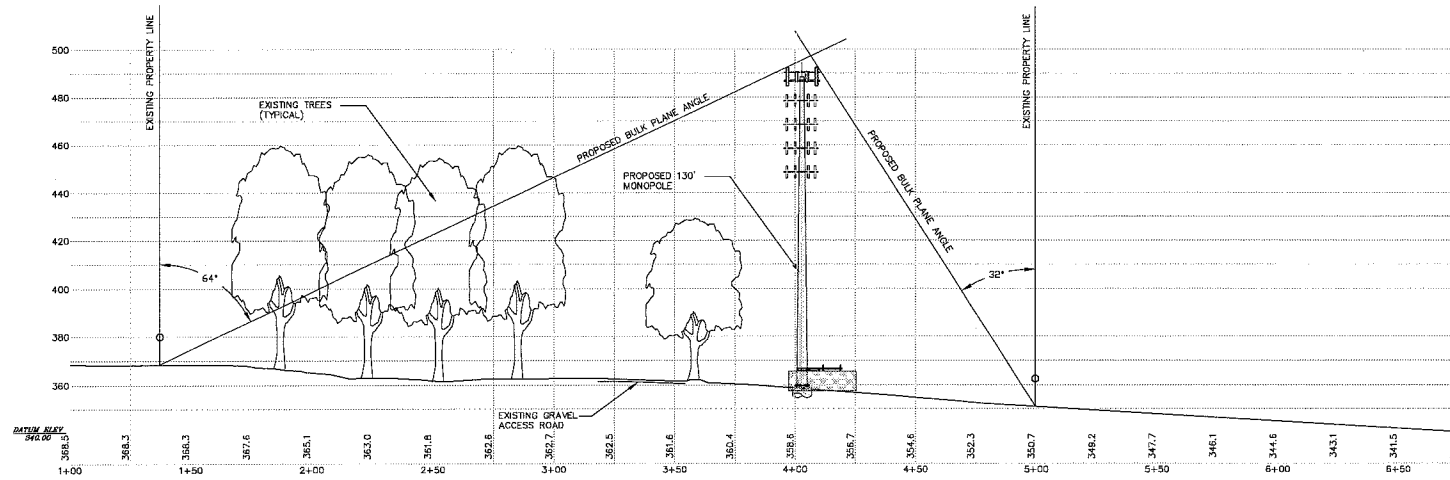 EXISTING PROPERTY LINE
EXISTING PROPERTY LINE
500
480
460
440
420
400
380
360
EXISTING TREES
(TYPICAL)
PROPOSED BULK PLANE ANGLE
PROPOSED 130'
MONOPOLE
PROPOSED BULK PLANE ANGLE
64°
32°
EXISTING GRAVEL
ACCESS ROAD
DATUM ELEV
340.00
368.5 368.3 368.3 367.6 365.1 363.0 361.8 362.6 362.7 362.5 361.6 360.4 358.6 356.7 354.6 352.3 350.7 349.2 347.7 346.1 344.6 343.1 341.5
1+00 1+50 2+00 2+50 3+00 3+50 4+00 4+50 5+00 5+50 6+00 6+50